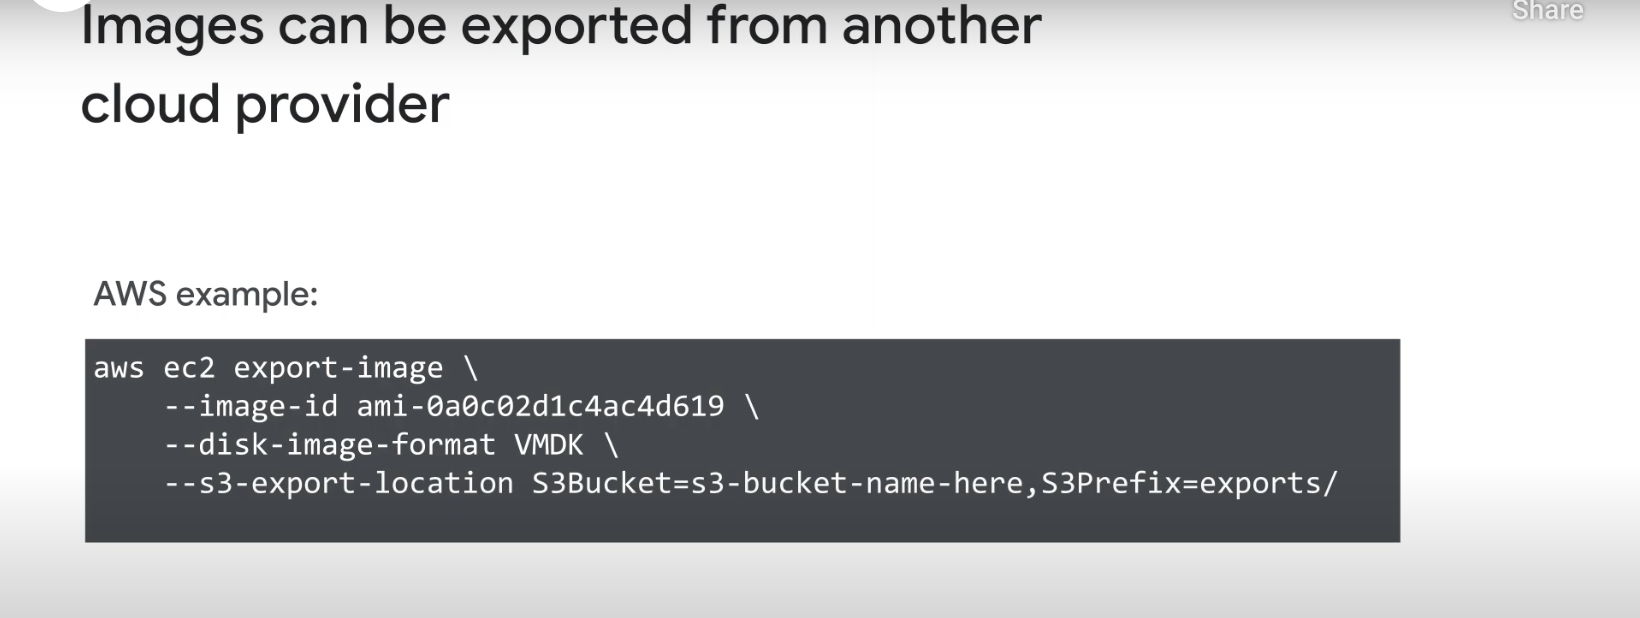 Images can be exported from another
Share
cloud provider
AWS example:
aws ec2 export-image \
    --image-id ami-0a0c02d1c4ac4d619 \
    --disk-image-format VMDK \
    --s3-export-location S3Bucket=s3-bucket-name-here,S3Prefix=exports/